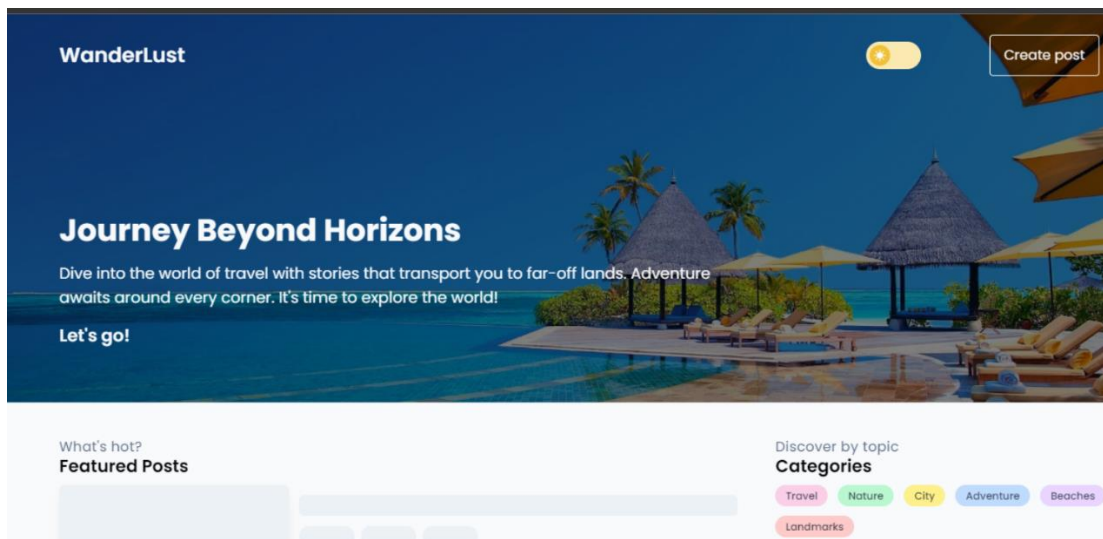 WanderLust
Create post
Journey Beyond Horizons
Dive into the world of travel with stories that transport you to far-off lands. Adventure
awaits around every corner. It's time to explore the world!
Let's go!
What's hot?
Featured Posts
Discover by topic
Categories
Travel Nature City Adventure Beaches
Landmarks